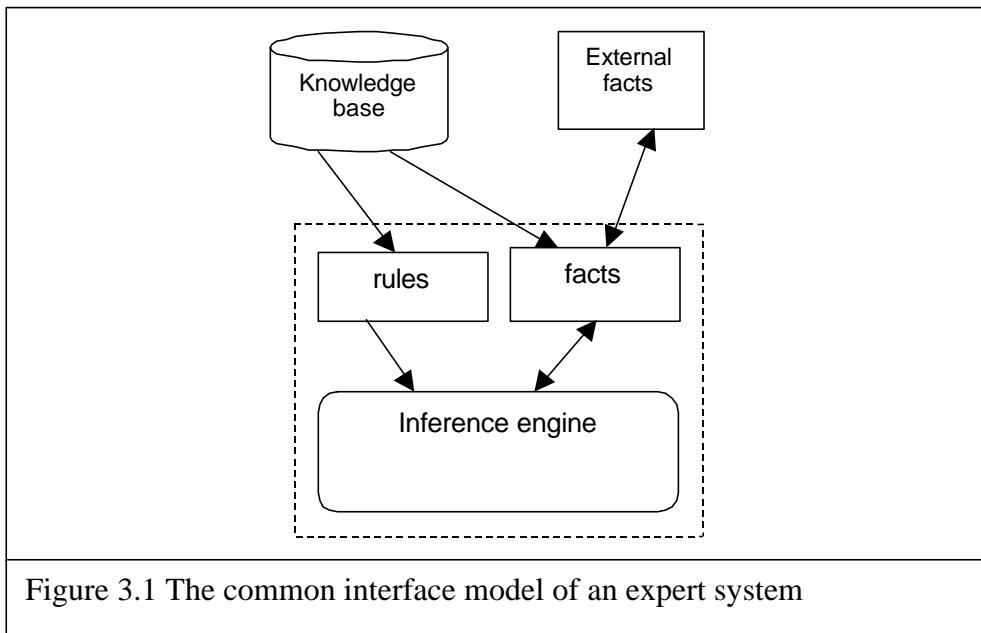 Knowledge
base
External
facts
rules
facts
Inference engine
Figure 3.1 The common interface model of an expert system